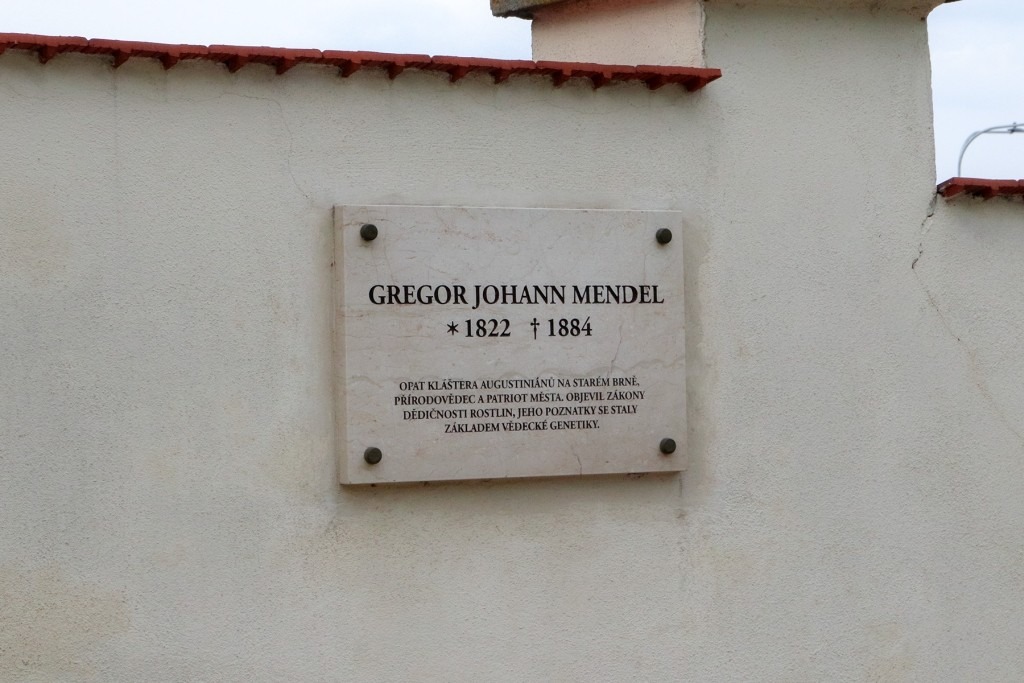 GREGOR JOHANN MENDEL
✶ 1822 † 1884
OPAT KLÁŠTERA AUGUSTINIÁNŮ NA STARÉM BRNĚ,
PŘÍRODOVĚDEC A PATRIOT MĚSTA. OBJEVIL ZÁKONY
DĚDIČNOSTI ROSTLIN, JEHO POZNATKY SE STALY
ZÁKLADEM VĚDECKÉ GENETIKY.